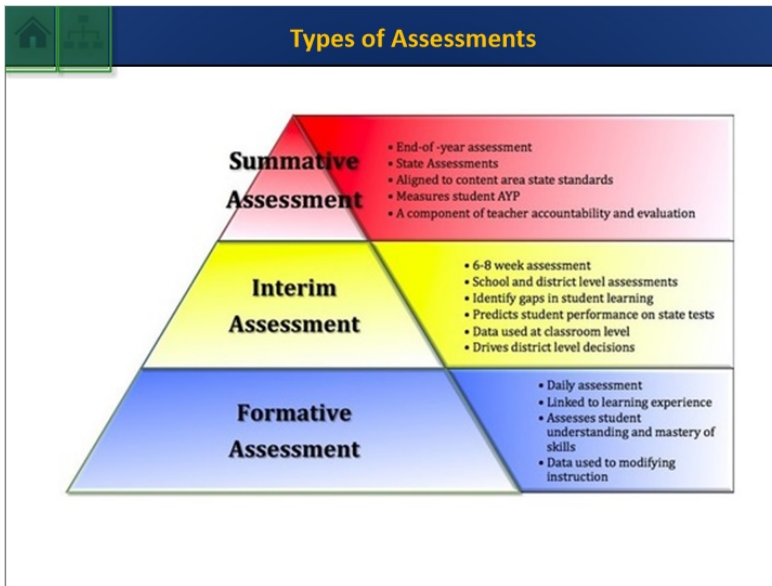 Types of Assessments
Summative
Assessment
• End-of -year assessment
• State Assessments
• Aligned to content area state standards
• Measures student AYP
• A component of teacher accountability and evaluation
Interim
Assessment
• 6-8 week assessment
• School and district level assessments
• Identify gaps in student learning
• Predicts student performance on state tests
• Data used at classroom level
• Drives district level decisions
Formative
Assessment
• Daily assessment
• Linked to learning experience
• Assesses student
understanding and mastery of
skills
• Data used to modifying
instruction